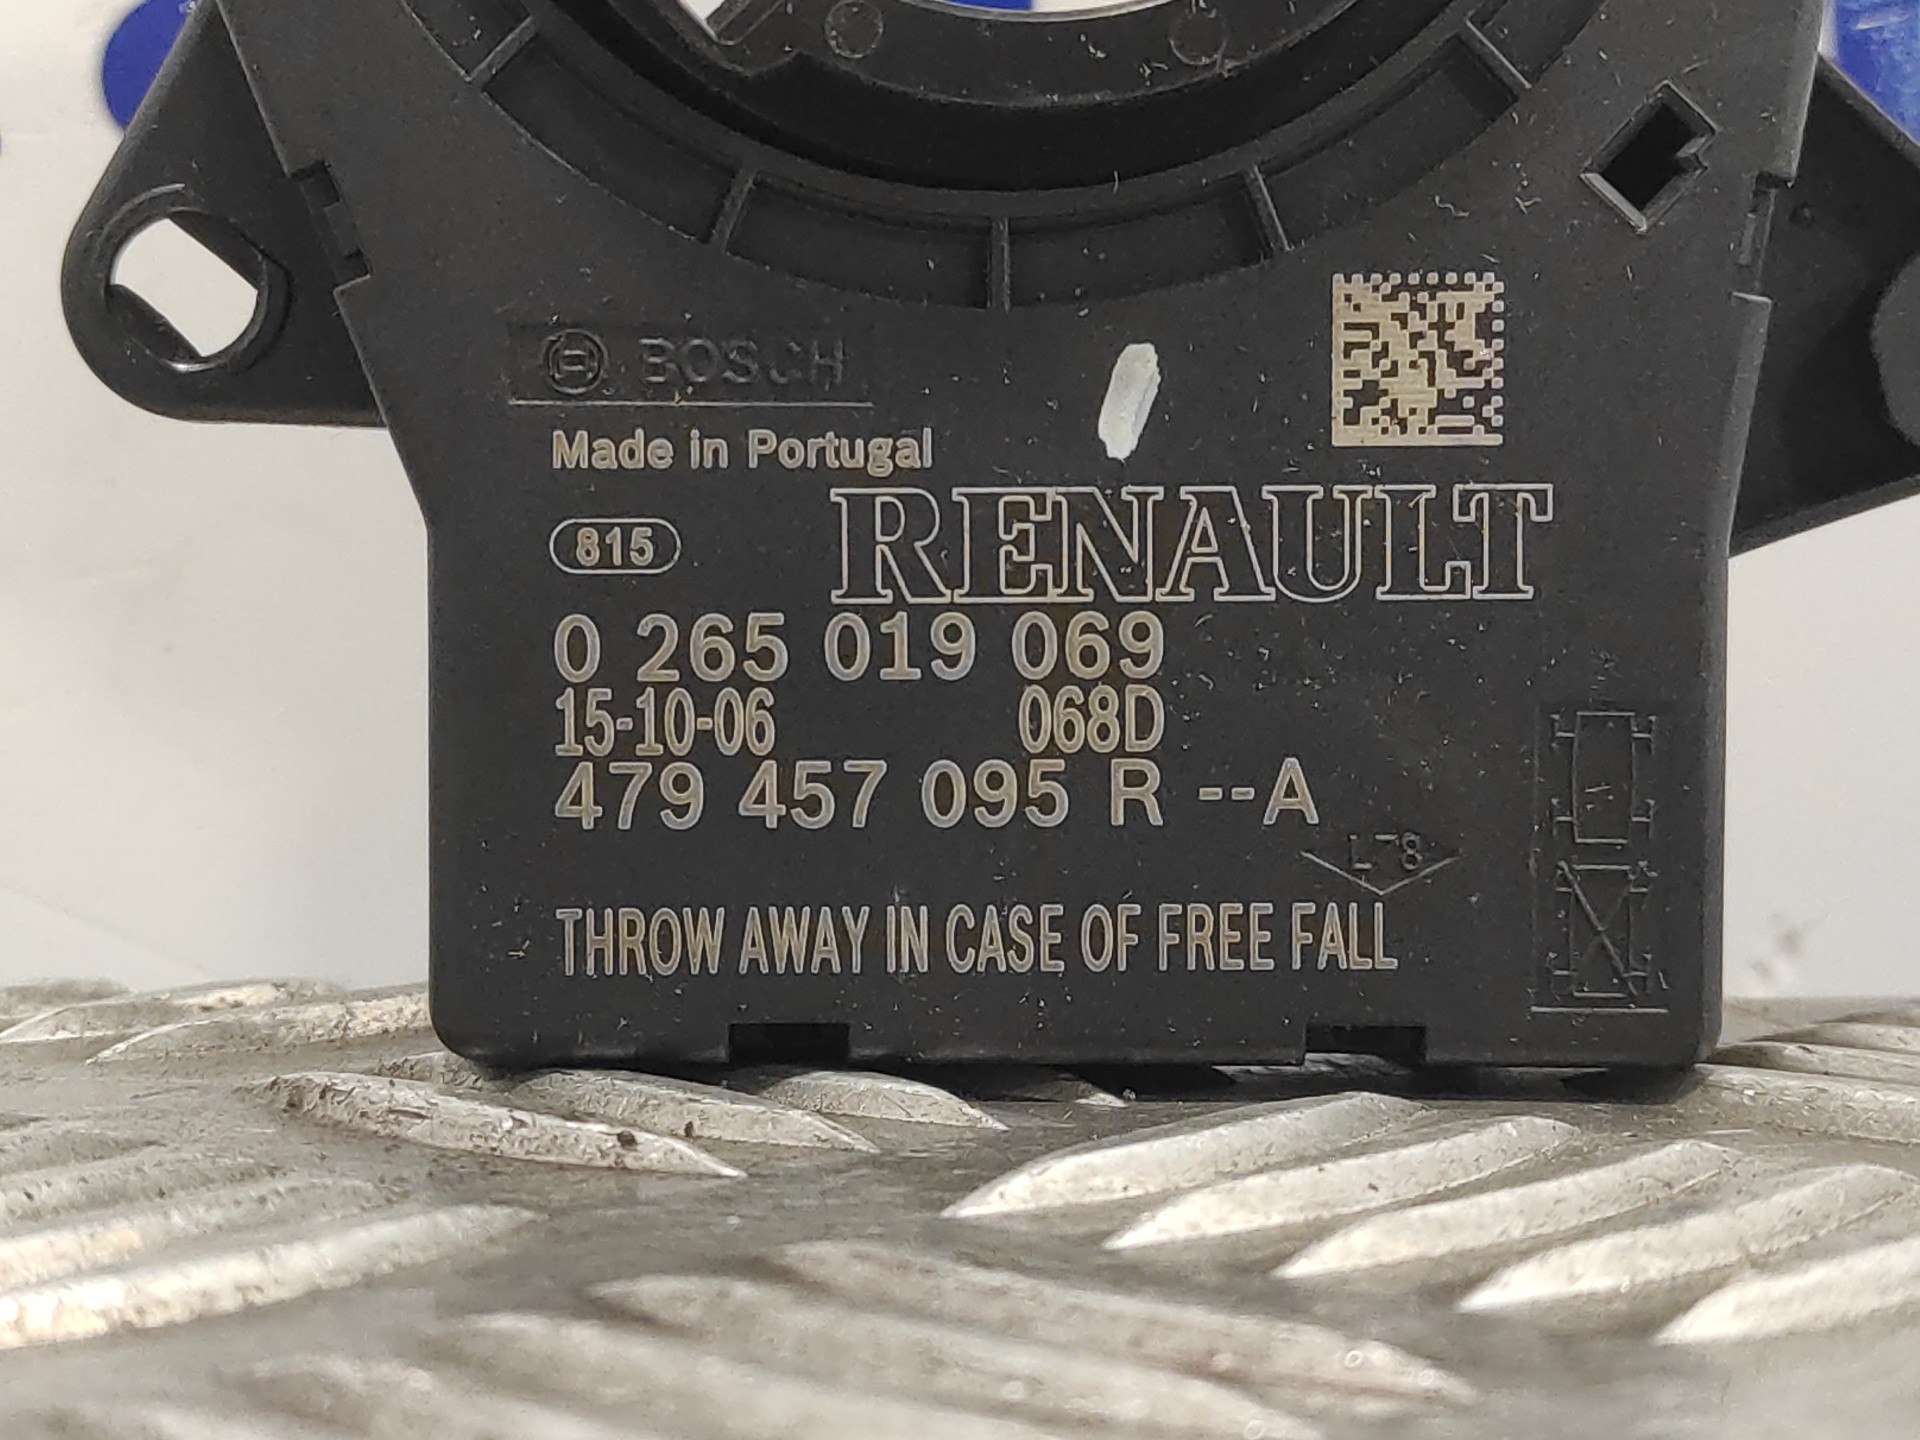 BOSCH
Made in Portugal
815
RENAULT
0 265 019 069
15-10-06 068D
479 457 095 R --A
L78
THROW AWAY IN CASE OF FREE FALL